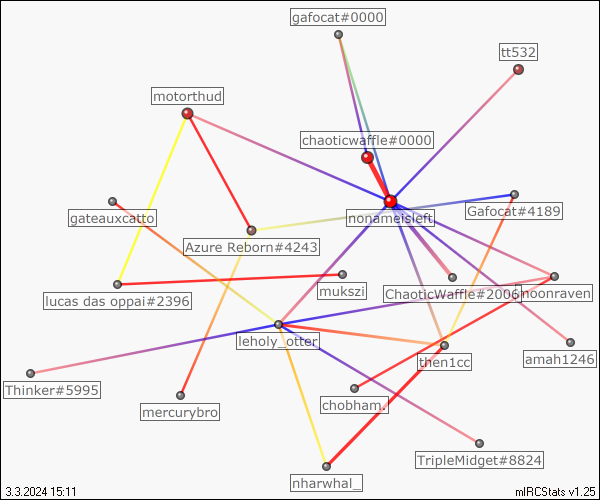 gafocat#0000
tt532
motorthud
chaoticwaffle#0000
gateauxcatto
nonameisleft
Gafocat#4189
Azure Reborn#4243
lucas das oppai#2396
mukszi
ChaoticWaffle#2006
moonraven
leholy_otter
then1cc
amah1246
Thinker#5995
mercurybro
chobham.
TripleMidget#8824
nharwhal_
3.3.2024 15:11
mIRCStats v1.25